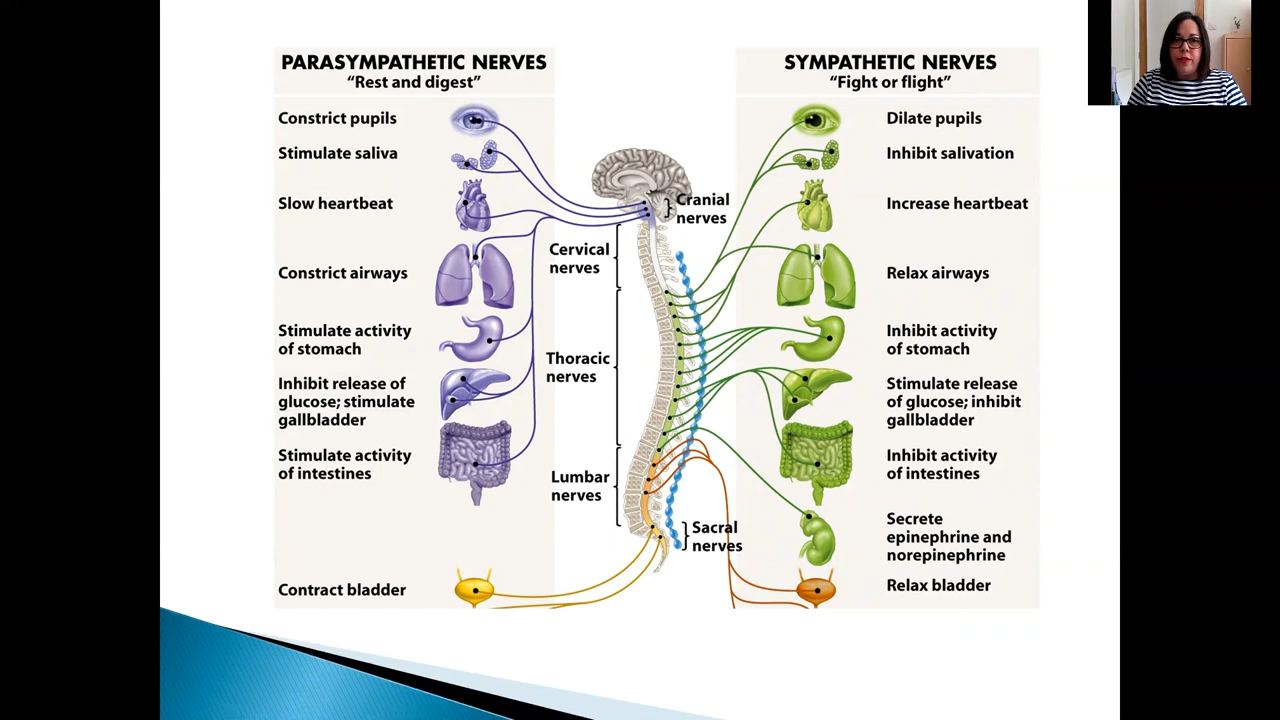 PARASYMPATHETIC NERVES
“Rest and digest”
Constrict pupils
Stimulate saliva
Slow heartbeat
Constrict airways
Stimulate activity
of stomach
Inhibit release of
glucose; stimulate
gallbladder
Stimulate activity
of intestines
Contract bladder
Cranial
nerves
Cervical
nerves
Thoracic
nerves
Lumbar
nerves
Sacral
nerves
SYMPATHETIC NERVES
“Fight or flight”
Dilate pupils
Inhibit salivation
Increase heartbeat
Relax airways
Inhibit activity
of stomach
Stimulate release
of glucose; inhibit
gallbladder
Inhibit activity
of intestines
Secrete
epinephrine and
norepinephrine
Relax bladder